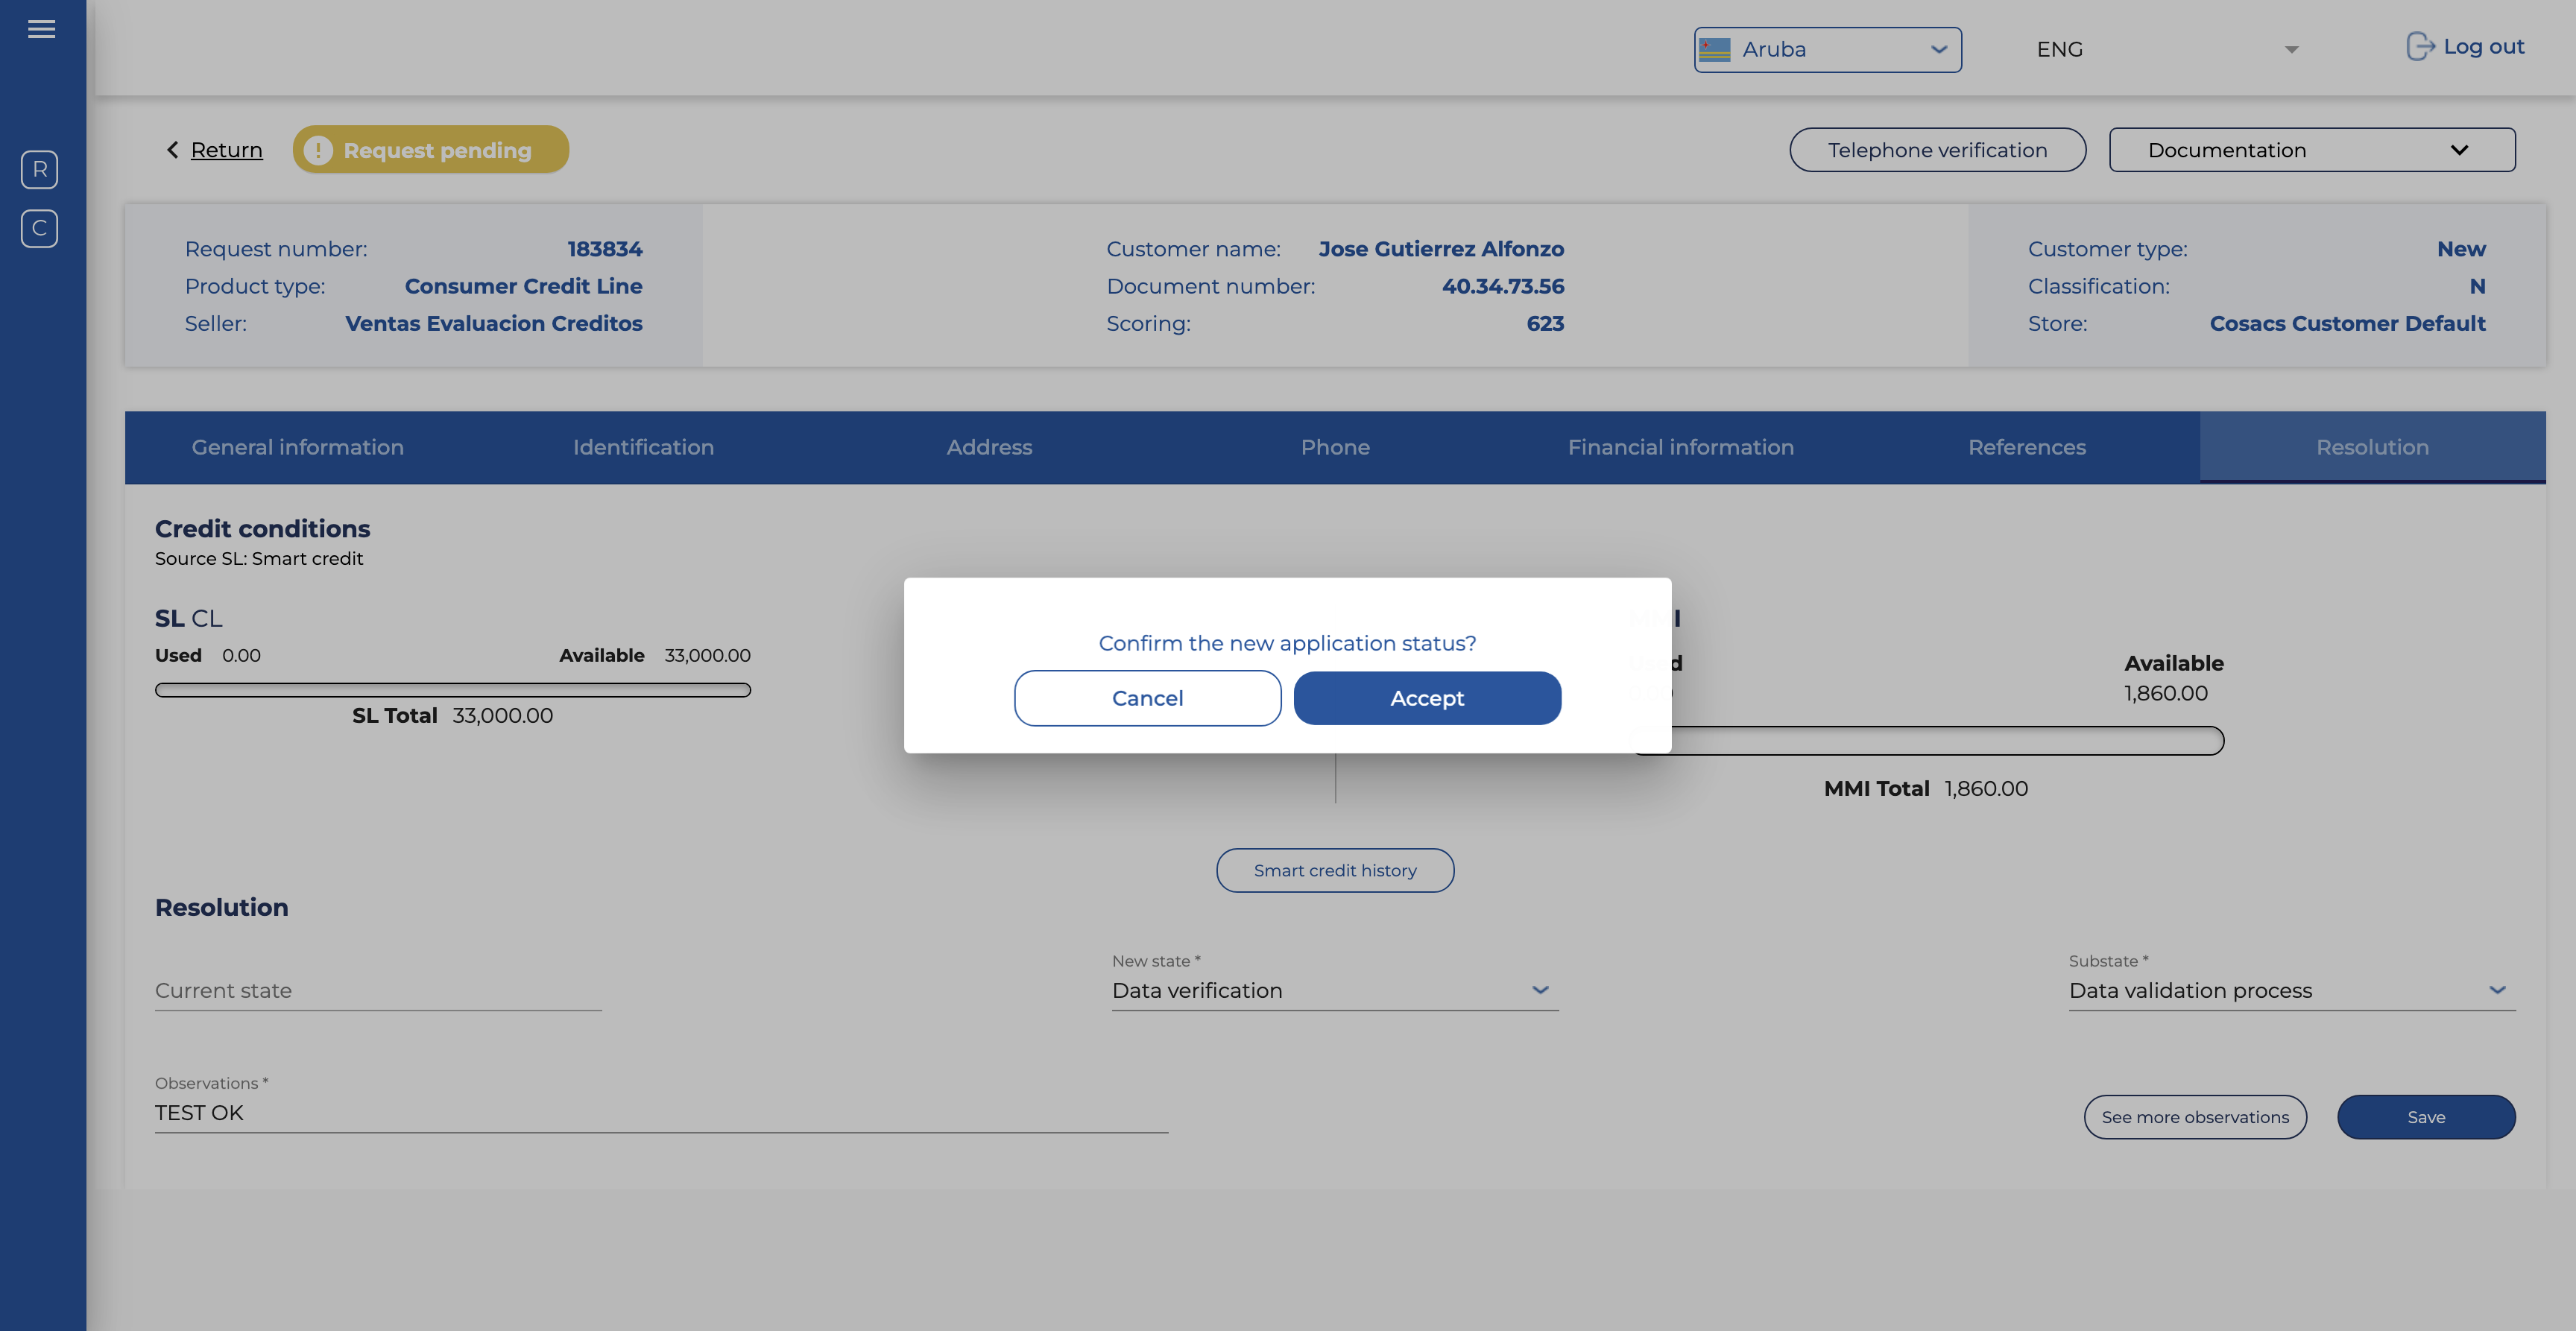 Aruba
ENG
Log out
R
C
Return
Request pending
Telephone verification
Documentation
Request number: 183834
Product type: Consumer Credit Line
Seller: Ventas Evaluacion Creditos
Customer name: Jose Gutierrez Alfonzo
Document number: 40.34.73.56
Scoring: 623
Customer type: New
Classification: N
Store: Cosacs Customer Default
General information
Identification
Address
Phone
Financial information
References
Resolution
Credit conditions
Source SL: Smart credit
SL CL
Used 0.00
Available 33,000.00
SL Total 33,000.00
Confirm the new application status?
Cancel
Accept
Available
1,860.00
MMI Total 1,860.00
Smart credit history
Resolution
Current state
New state *
Data verification
Substate *
Data validation process
Observations *
TEST OK
See more observations
Save